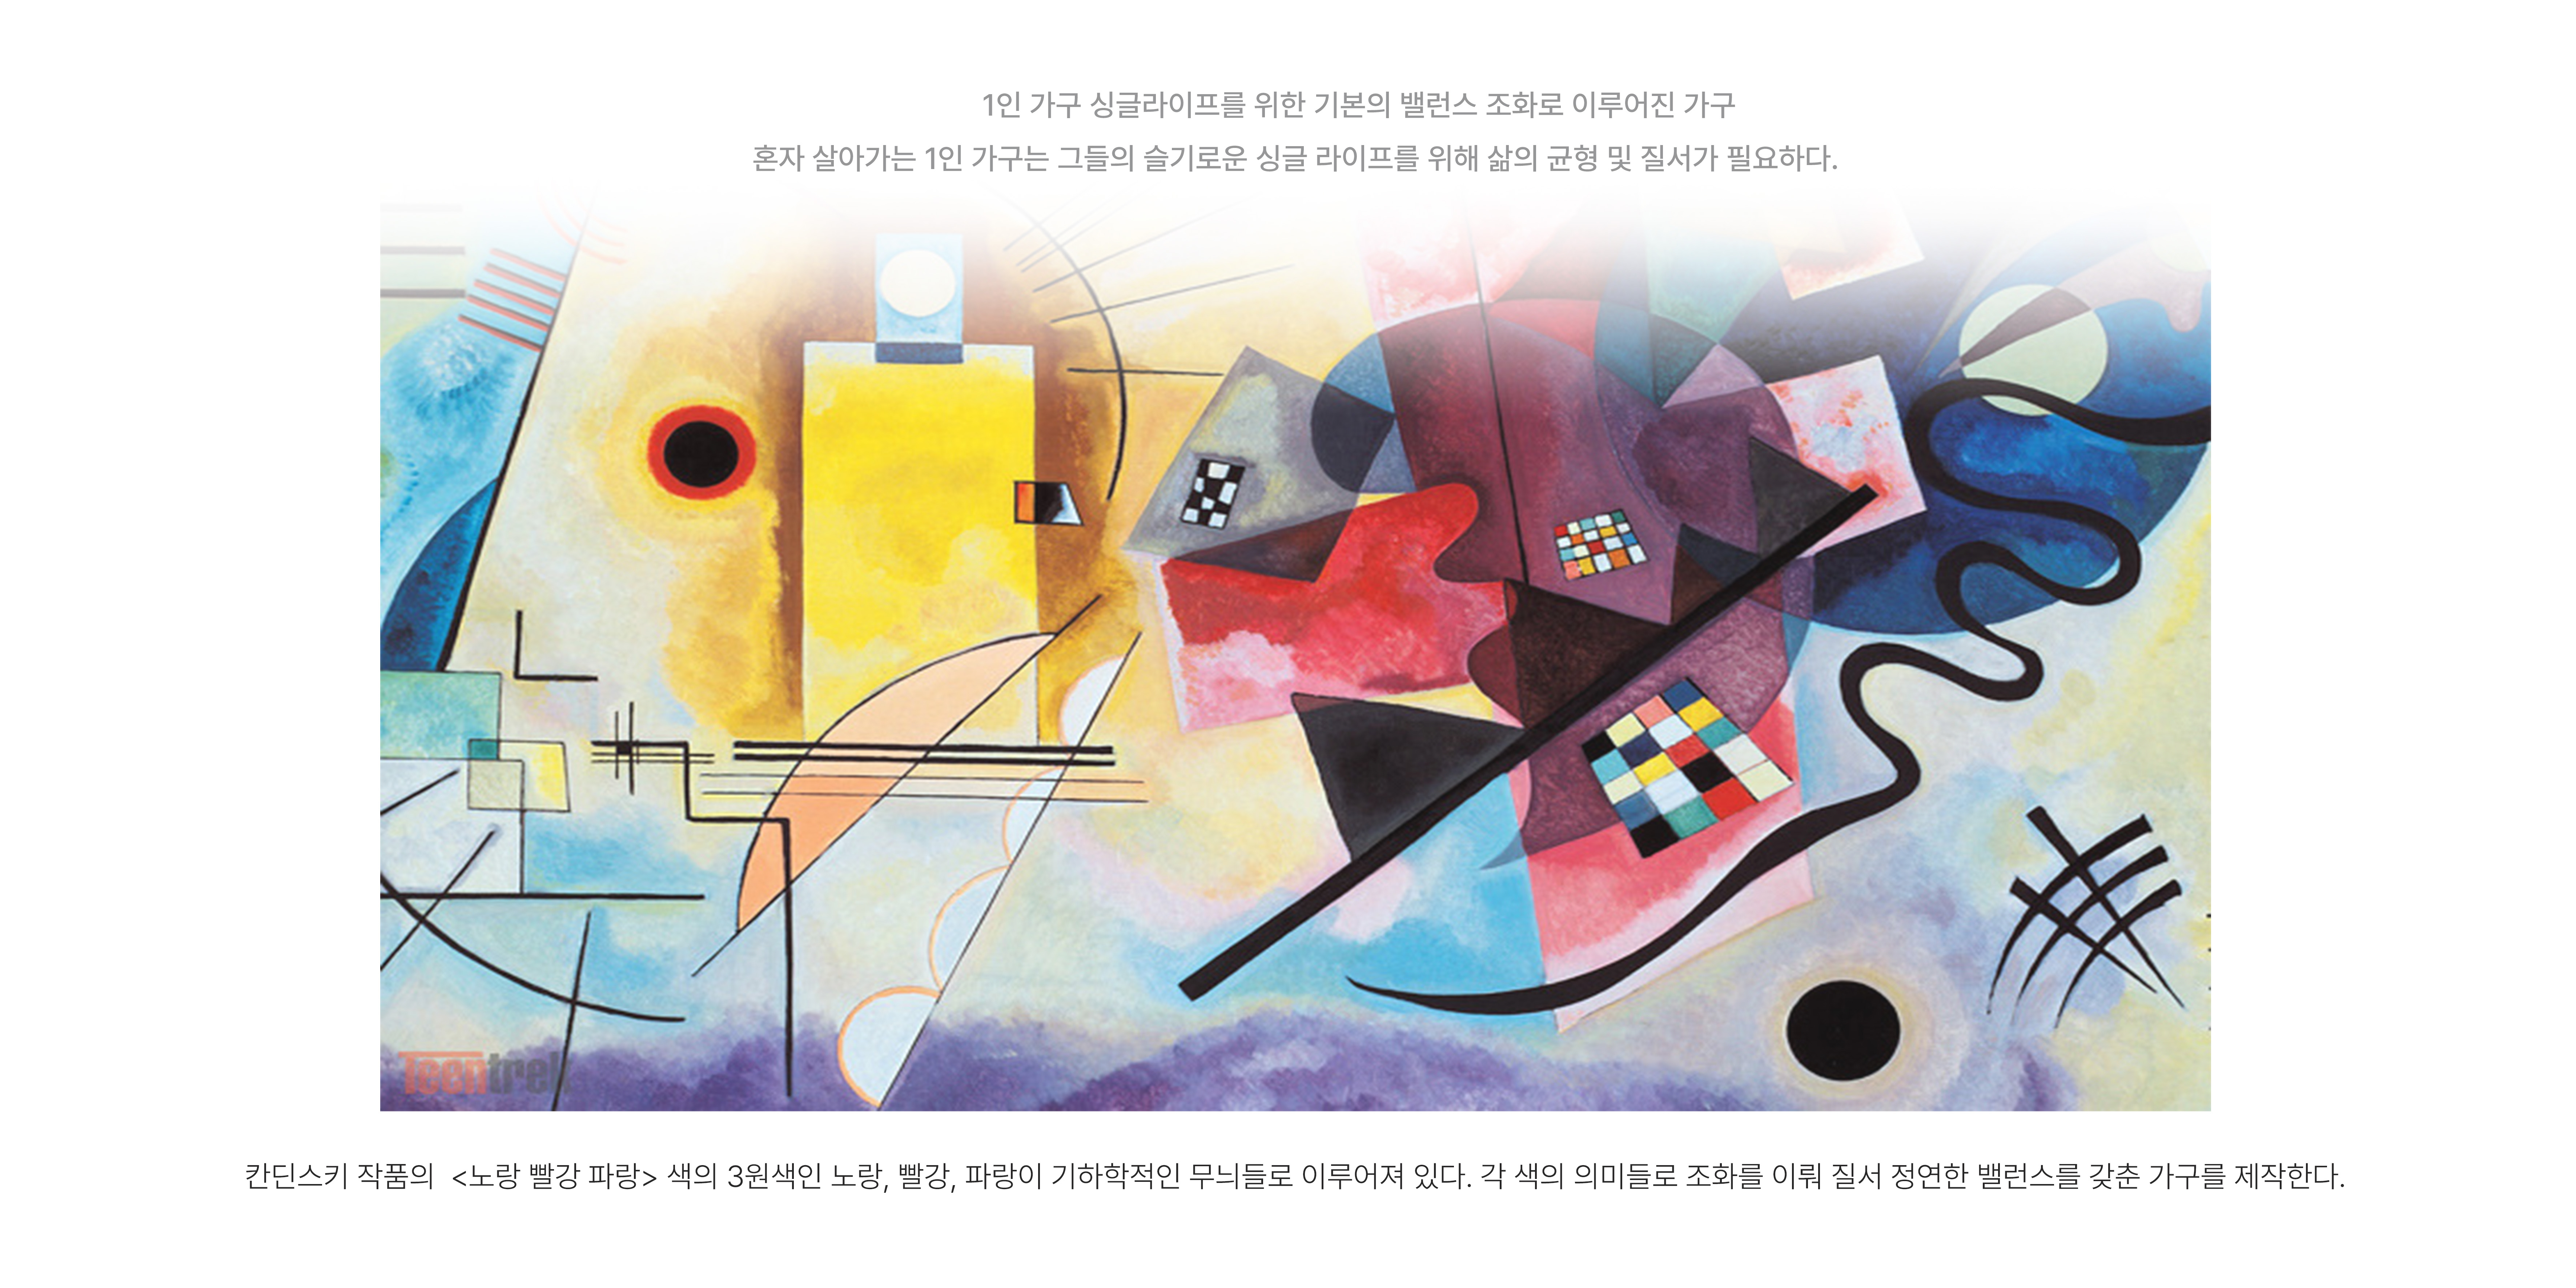 1인 가구 싱글라이프를 위한 기본의 밸런스 조화로 이루어진 가구
혼자 살아가는 1인 가구는 그들의 슬기로운 싱글 라이프를 위해 삶의 균형 및 질서가 필요하다.
Teentrek
칸딘스키 작품의 <노랑 빨강 파랑> 색의 3원색인 노랑, 빨강, 파랑이 기하학적인 무늬들로 이루어져 있다. 각 색의 의미들로 조화를 이뤄 질서 정연한 밸런스를 갖춘 가구를 제작한다.